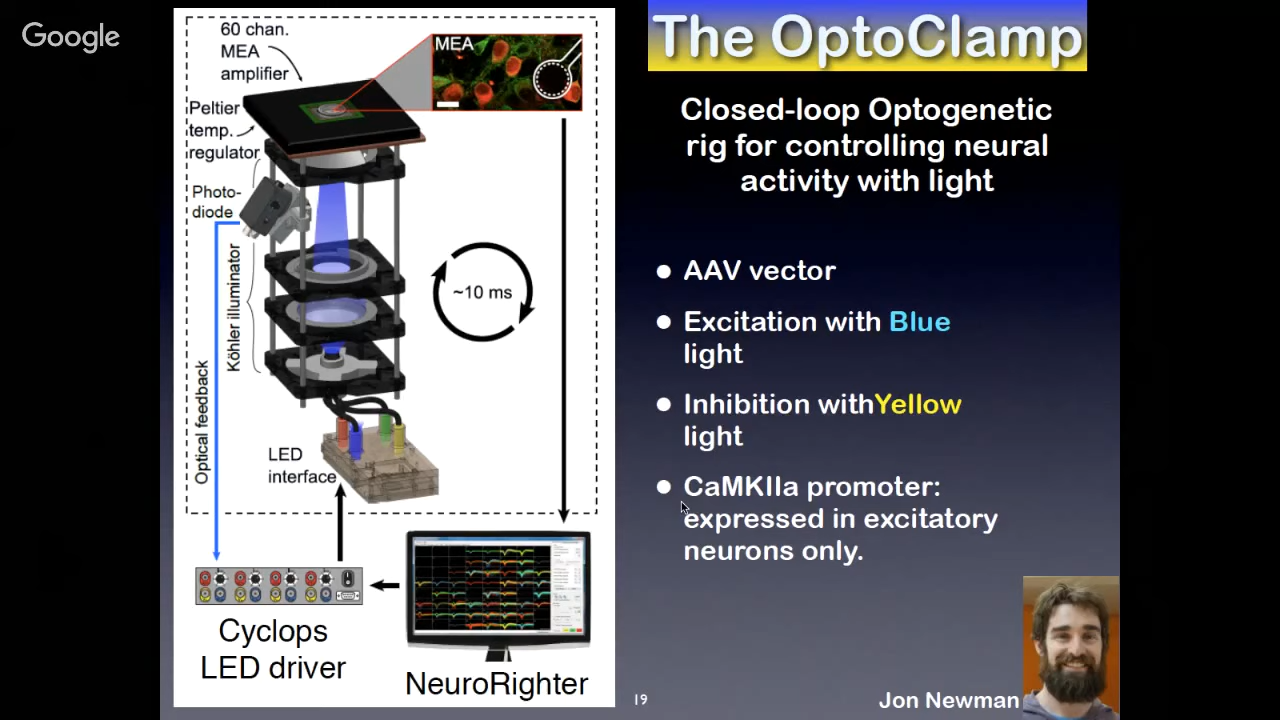 Google
60 chan.
MEA
amplifier
MEA
Peltier
temp.
regulator
Photo-
diode
Köhler illuminator
Optical feedback
~10 ms
LED
interface
Cyclops
LED driver
NeuroRighter
The OptoClamp
Closed-loop Optogenetic
rig for controlling neural
activity with light
● AAV vector
● Excitation with Blue
light
● Inhibition withYellow
light
● CaMKIIa promoter:
expressed in excitatory
neurons only.
19
Jon Newman